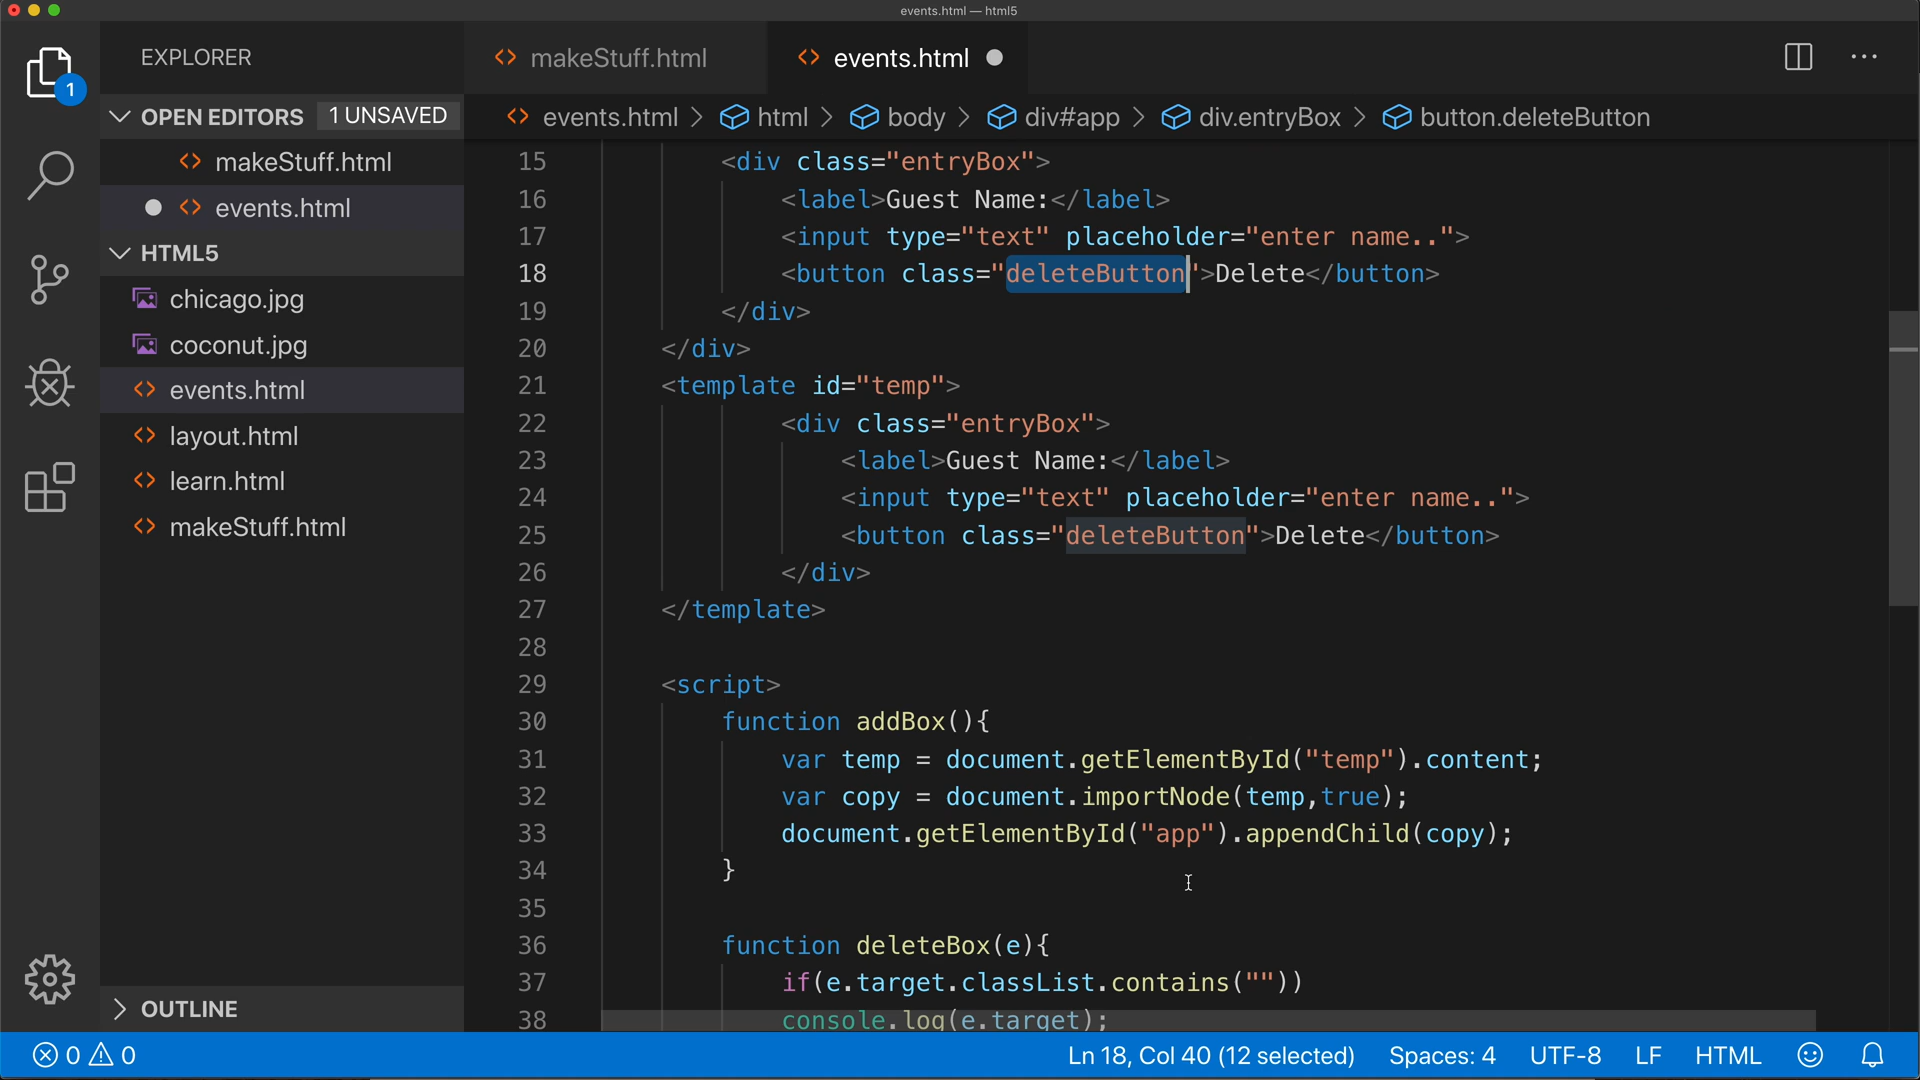 events.html — html5
EXPLORER
makeStuff.html
events.html
1
OPEN EDITORS 1 UNSAVED
events.html > html > body > div#app > div.entryBox > button.deleteButton
makeStuff.html
events.html
HTML5
chicago.jpg
coconut.jpg
events.html
layout.html
learn.html
makeStuff.html
OUTLINE
15 <div class="entryBox">
16 <label>Guest Name:</label>
17 <input type="text" placeholder="enter name..">
18 <button class="deleteButton">Delete</button>
19 </div>
20 </div>
21 <template id="temp">
22 <div class="entryBox">
23 <label>Guest Name:</label>
24 <input type="text" placeholder="enter name..">
25 <button class="deleteButton">Delete</button>
26 </div>
27 </template>
28
29 <script>
30 function addBox(){
31 var temp = document.getElementById("temp").content;
32 var copy = document.importNode(temp,true);
33 document.getElementById("app").appendChild(copy);
34 }
35
36 function deleteBox(e){
37 if(e.target.classList.contains(""))
38 console.log(e.target);
0 0
Ln 18, Col 40 (12 selected) Spaces: 4 UTF-8 LF HTML